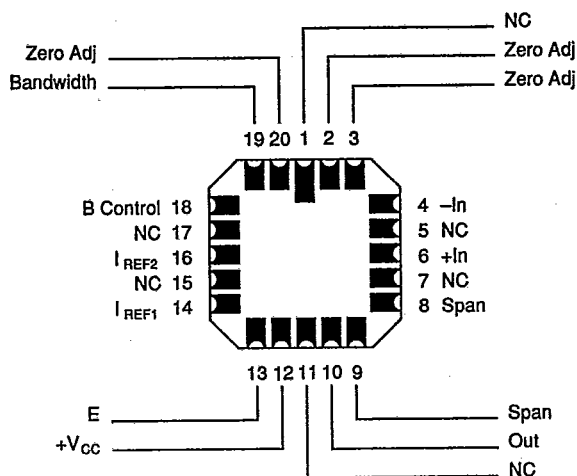 NC
Zero Adj
Zero Adj
Bandwidth
Zero Adj
19 20 1 2 3
B Control 18
NC 17
I REF2 16
NC 15
I REF1 14
4 –In
5 NC
6 +In
7 NC
8 Span
13 12 11 10 9
E
+VCC
Span
Out
NC